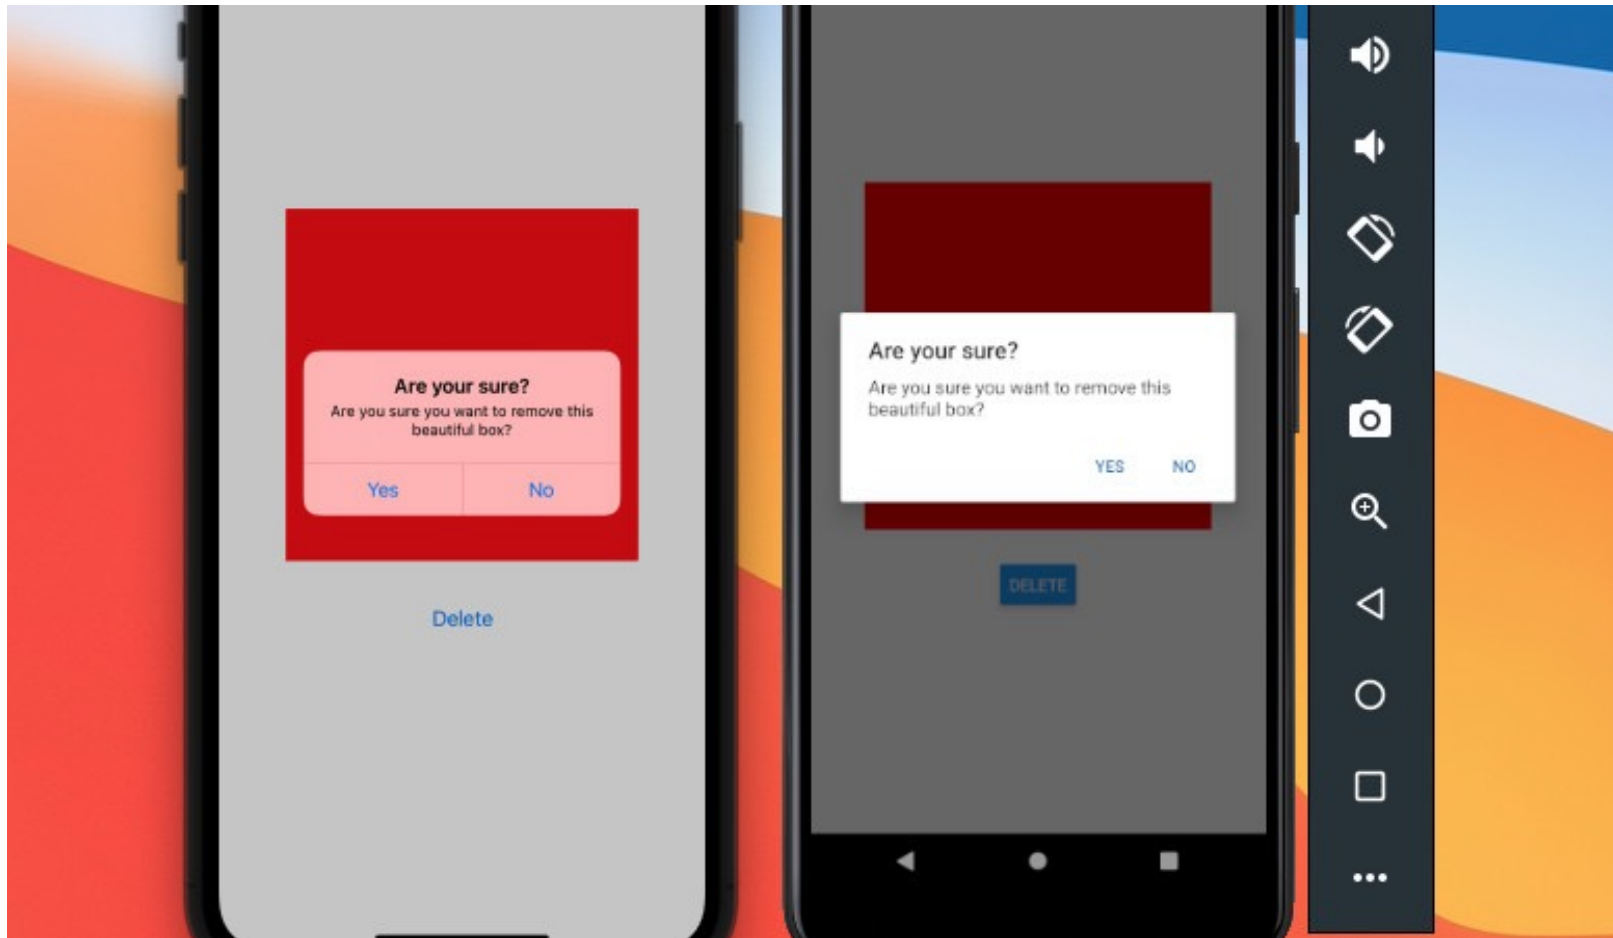 Are your sure?
Are you sure you want to remove this
beautiful box?
Yes No
Delete
Are your sure?
Are you sure you want to remove this
beautiful box?
YES NO
DELETE